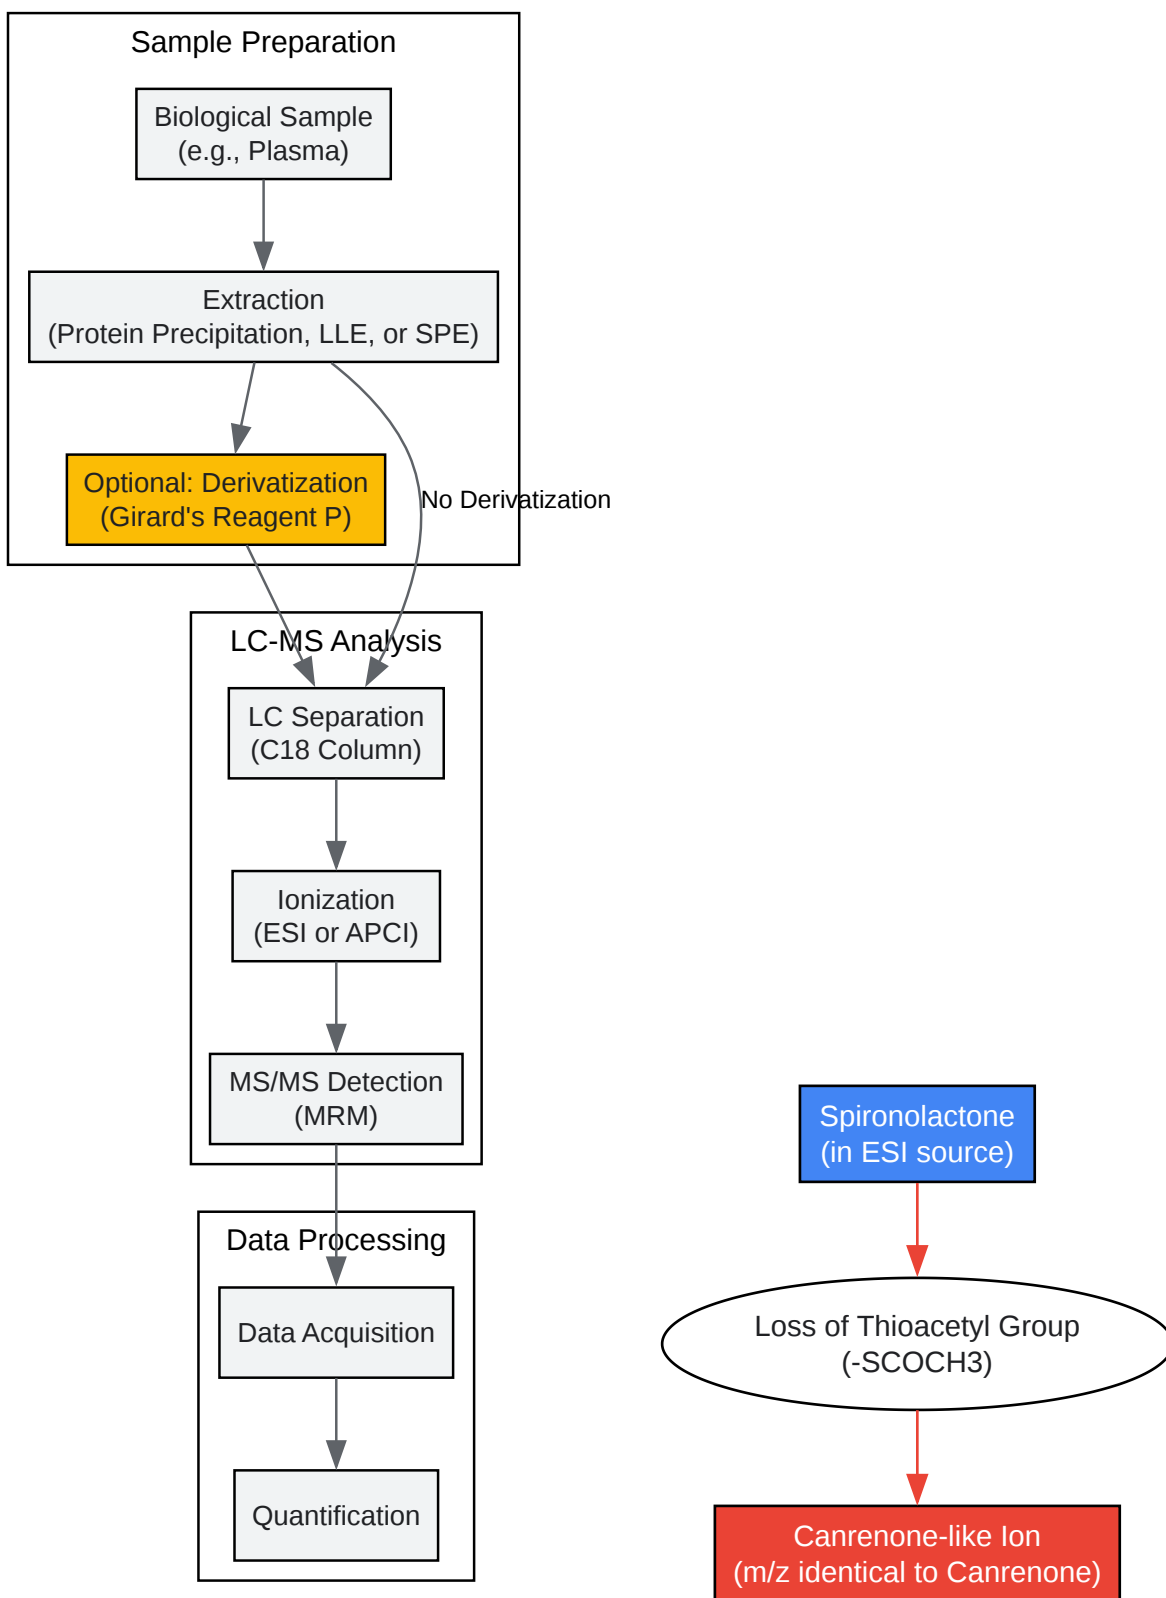 Sample Preparation
Biological Sample
(e.g., Plasma)
Extraction
(Protein Precipitation, LLE, or SPE)
Optional: Derivatization
(Girard's Reagent P)
No Derivatization
LC-MS Analysis
LC Separation
(C18 Column)
Ionization
(ESI or APCI)
MS/MS Detection
(MRM)
Data Processing
Data Acquisition
Quantification
Spironolactone
(in ESI source)
Loss of Thioacetyl Group
(-SCOCH3)
Canrenone-like Ion
(m/z identical to Canrenone)